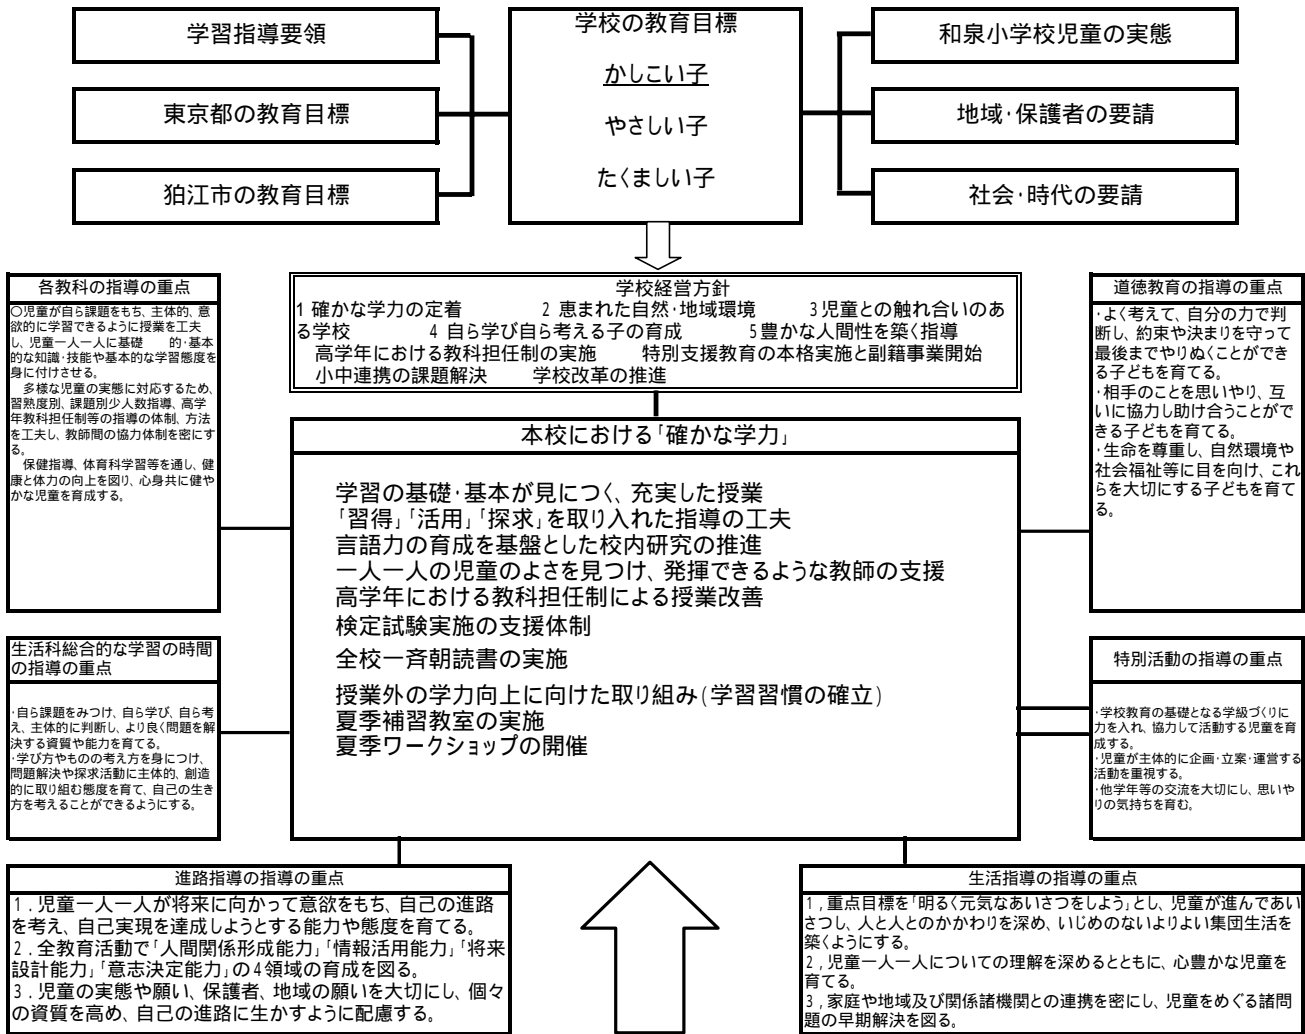 学習指導要領
東京都の教育目標
狛江市の教育目標
学校の教育目標
かしこい子
やさしい子
たくましい子
和泉小学校児童の実態
地域・保護者の要請
社会・時代の要請
各教科の指導の重点
○児童が自ら課題をもち、主体的、意
欲的に学習できるように授業を工夫
し、児童一人一人に基礎　的・基本
的な知識・技能や基本的な学習態度を
身に付けさせる。
多様な児童の実態に対応するため、
習熟度別、課題別少人数指導、高学
年教科担任制等の指導の体制、方法
を工夫し、教師間の協力体制を密にす
る。
保健指導、体育科学習等を通し、健
康と体力の向上を図り、心身共に健や
かな児童を育成する。
学校経営方針
1 確かな学力の定着　2 恵まれた自然・地域環境　3児童との触れ合いのあ
る学校　4 自ら学び自ら考える子の育成　5豊かな人間性を築く指導
高学年における教科担任制の実施　特別支援教育の本格実施と副籍事業開始
小中連携の課題解決　学校改革の推進
道徳教育の指導の重点
・よく考えて、自分の力で判
断し、約束や決まりを守って
最後までやりぬくことができ
る子どもを育てる。
・相手のことを思いやり、互
いに協力し助け合うことがで
きる子どもを育てる。
・生命を尊重し、自然環境や
社会福祉等に目を向け、これ
らを大切にする子どもを育て
る。
本校における「確かな学力」
学習の基礎・基本が見につく、充実した授業
「習得」「活用」「探求」を取り入れた指導の工夫
言語力の育成を基盤とした校内研究の推進
一人一人の児童のよさを見つけ、発揮できるような教師の支援
高学年における教科担任制による授業改善
検定試験実施の支援体制
全校一斉朝読書の実施
授業外の学力向上に向けた取り組み(学習習慣の確立)
夏季補習教室の実施
夏季ワークショップの開催
生活科総合的な学習の時間
の指導の重点
・自ら課題をみつけ、自ら学び、自ら考
え、主体的に判断し、より良く問題を解
決する資質や能力を育てる。
・学び方やものの考え方を身につけ、
問題解決や探求活動に主体的、創造
的に取り組む態度を育て、自己の生き
方を考えることができるようにする。
特別活動の指導の重点
・学校教育の基礎となる学級づくりに
力を入れ、協力して活動する児童を育
成する。
・児童が主体的に企画・立案・運営する
活動を重視する。
・他学年等の交流を大切にし、思いや
りの気持ちを育む。
進路指導の指導の重点
1．児童一人一人が将来に向かって意欲をもち、自己の進路
を考え、自己実現を達成しようとする能力や態度を育てる。
2．全教育活動で「人間関係形成能力」「情報活用能力」「将来
設計能力」「意志決定能力」の4領域の育成を図る。
3．児童の実態や願い、保護者、地域の願いを大切にし、個々
の資質を高め、自己の進路に生かすように配慮する。
生活指導の指導の重点
1，重点目標を「明るく元気なあいさつをしよう」とし、児童が進んであい
さつし、人と人とのかかわりを深め、いじめのないよりよい集団生活を
築くようにする。
2，児童一人一人についての理解を深めるとともに、心豊かな児童を
育てる。
3，家庭や地域及び関係諸機関との連携を密にし、児童をめぐる諸問
題の早期解決を図る。